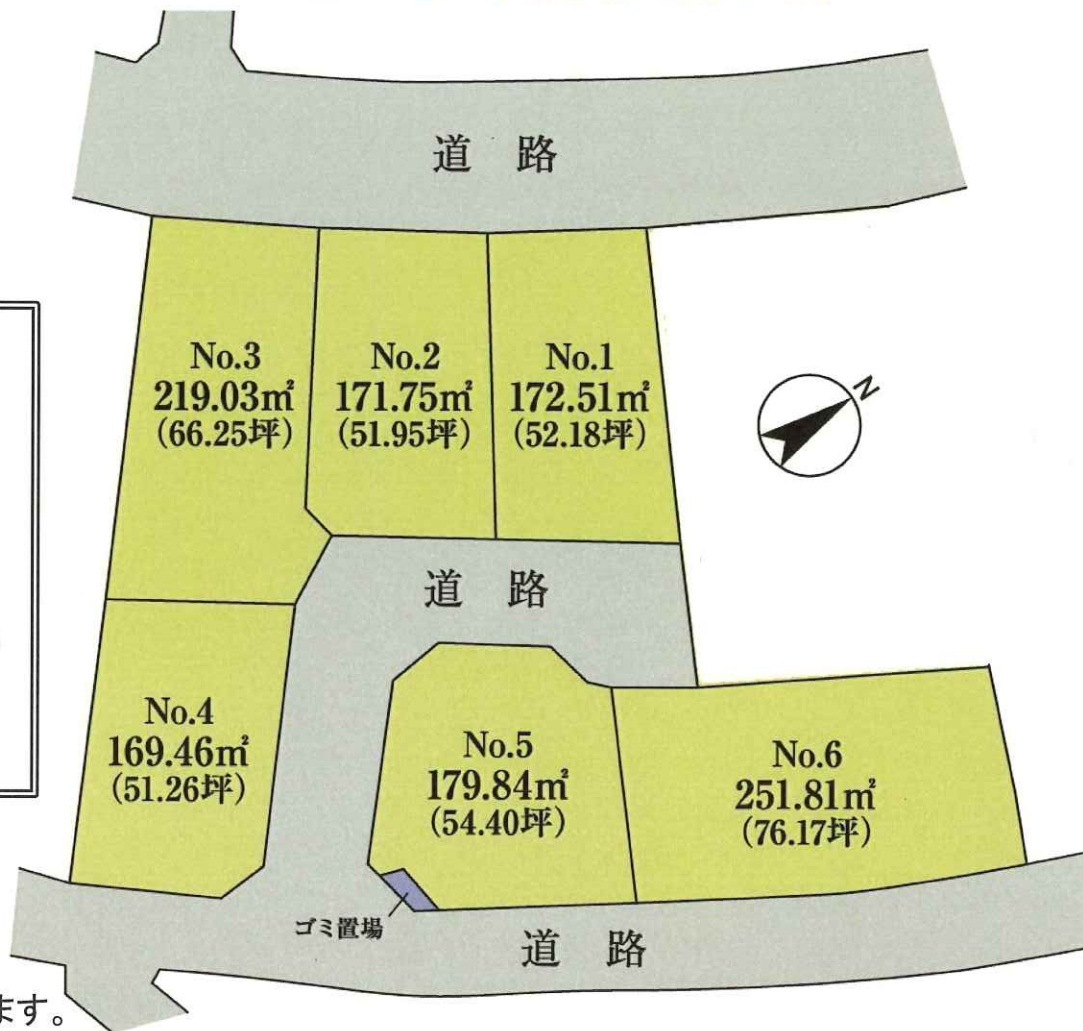 道 路
No.3
219.03㎡
(66.25坪)
No.2
171.75㎡
(51.95坪)
No.1
172.51㎡
(52.18坪)
N
道 路
No.4
169.46㎡
(51.26坪)
No.5
179.84㎡
(54.40坪)
No.6
251.81㎡
(76.17坪)
ゴミ置場
道 路
ます。